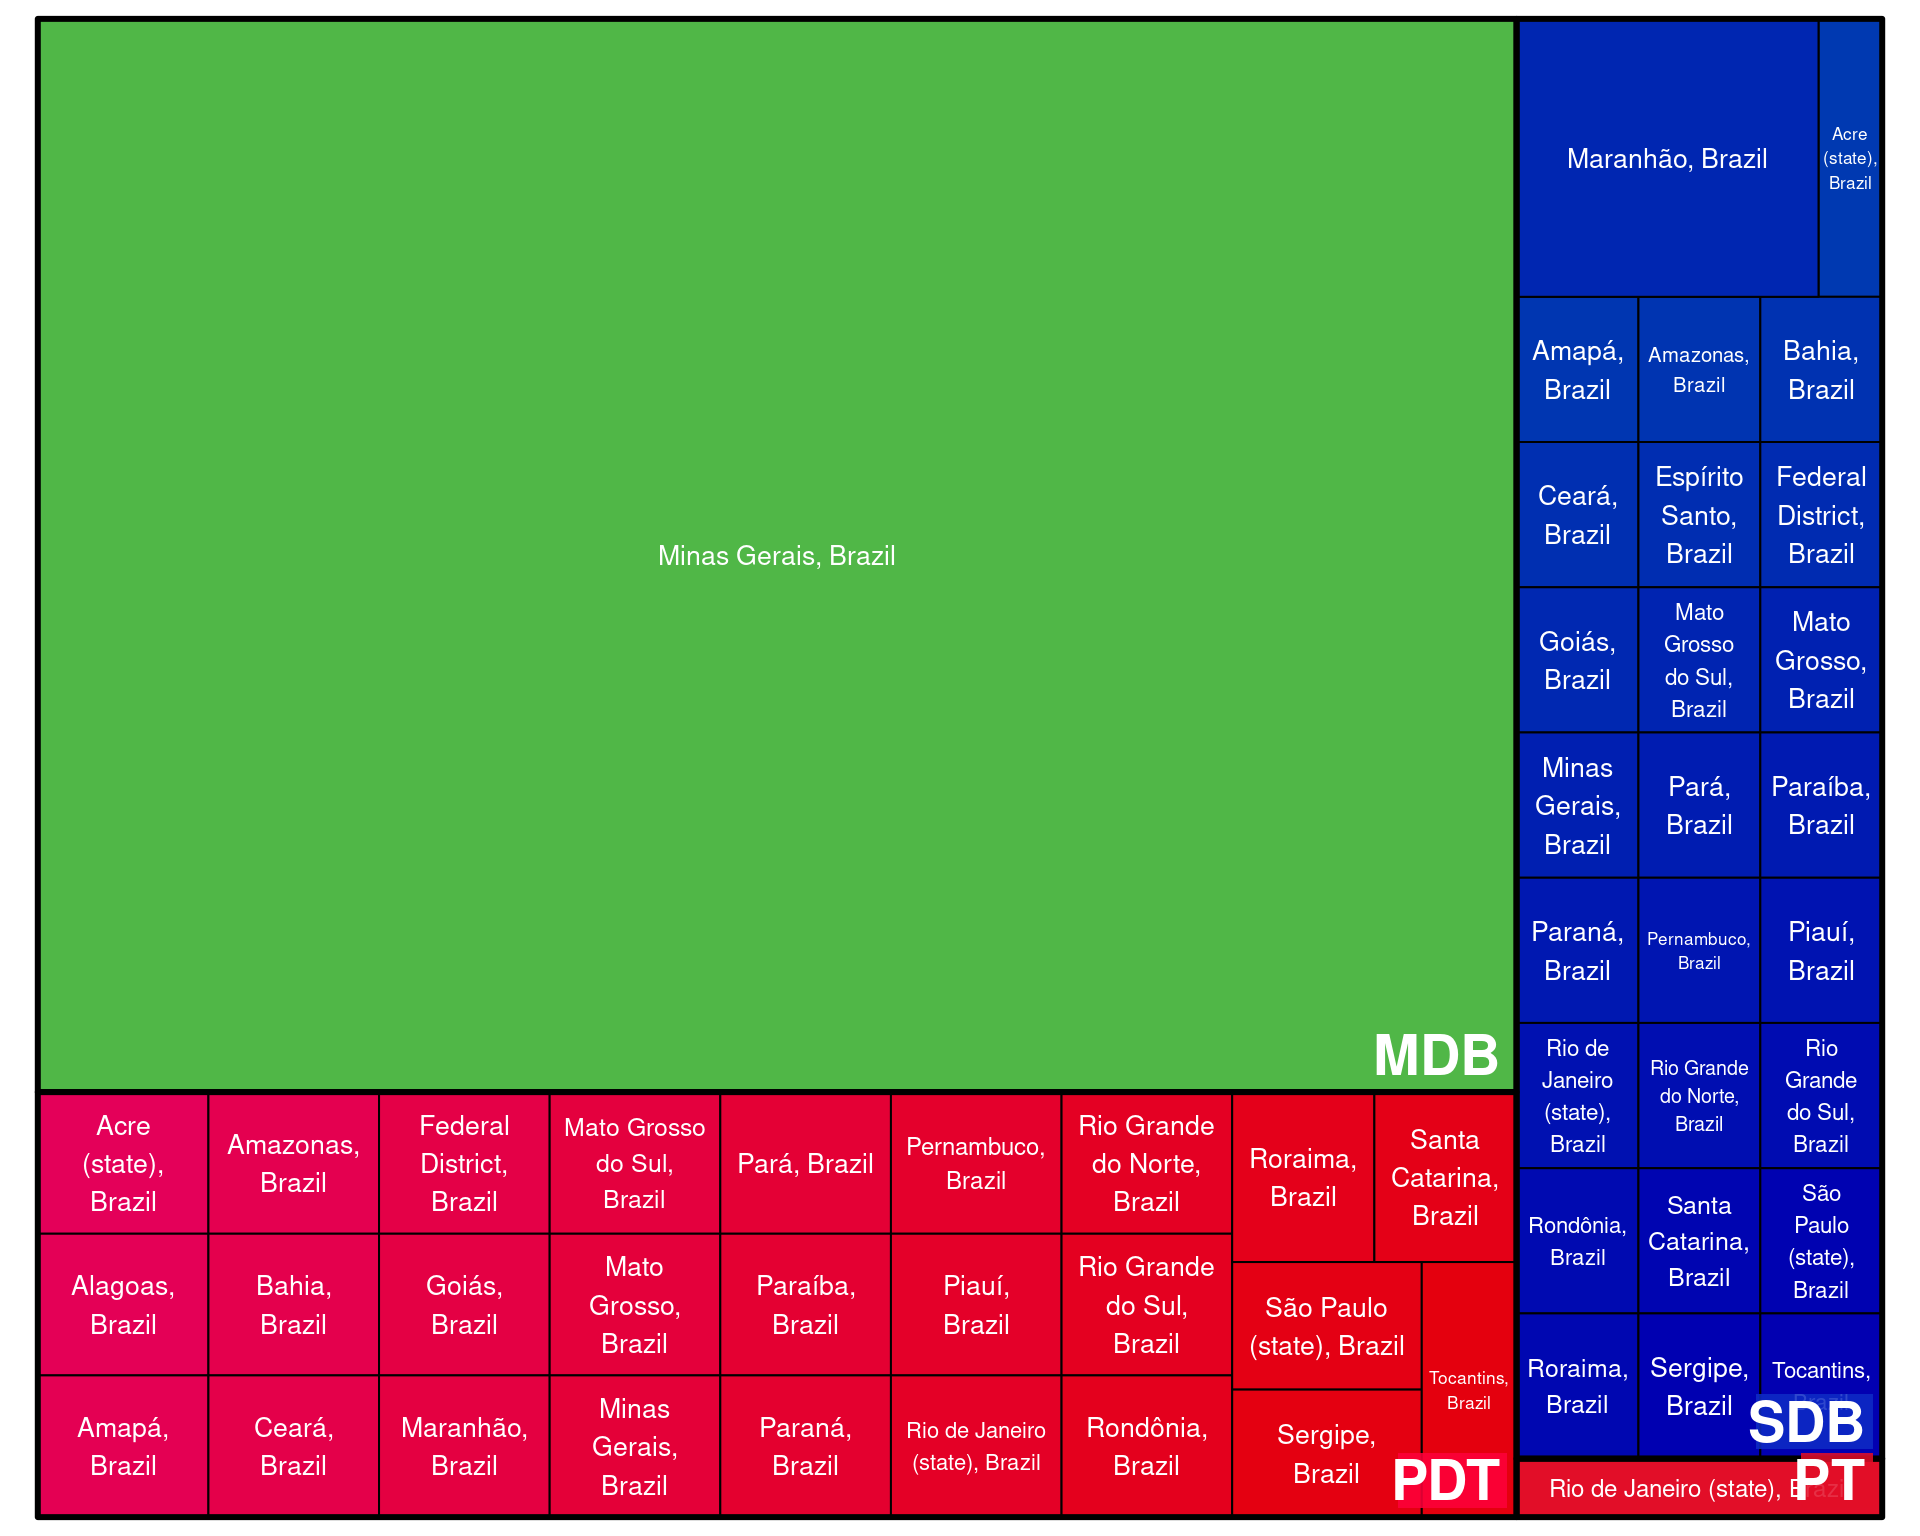 Minas Gerais, Brazil
MDB
Acre
(state),
Brazil
Alagoas,
Brazil
Amapá,
Brazil
Amazonas,
Brazil
Bahia,
Brazil
Ceará,
Brazil
Federal
District,
Brazil
Goiás,
Brazil
Maranhão,
Brazil
Mato Grosso
do Sul,
Brazil
Mato
Grosso,
Brazil
Minas
Gerais,
Brazil
Pará, Brazil
Paraíba,
Brazil
Paraná,
Brazil
Pernambuco,
Brazil
Piauí,
Brazil
Rio de Janeiro
(state), Brazil
Rio Grande
do Norte,
Brazil
Rio Grande
do Sul,
Brazil
Rondônia,
Brazil
Roraima,
Brazil
Santa
Catarina,
Brazil
São Paulo
(state), Brazil
Sergipe,
Brazil
Tocantins,
Brazil
PDT
Maranhão, Brazil
Acre
(state),
Brazil
Amapá,
Brazil
Amazonas,
Brazil
Bahia,
Brazil
Ceará,
Brazil
Espírito
Santo,
Brazil
Federal
District,
Brazil
Goiás,
Brazil
Mato
Grosso
do Sul,
Brazil
Mato
Grosso,
Brazil
Minas
Gerais,
Brazil
Pará,
Brazil
Paraíba,
Brazil
Paraná,
Brazil
Pernambuco,
Brazil
Piauí,
Brazil
Rio de
Janeiro
(state),
Brazil
Rio Grande
do Norte,
Brazil
Rio
Grande
do Sul,
Brazil
Rondônia,
Brazil
Santa
Catarina,
Brazil
São
Paulo
(state),
Brazil
Roraima,
Brazil
Sergipe,
Brazil
Tocantins,
Brazil
SDB
Rio de Janeiro (state), Brazil
PT